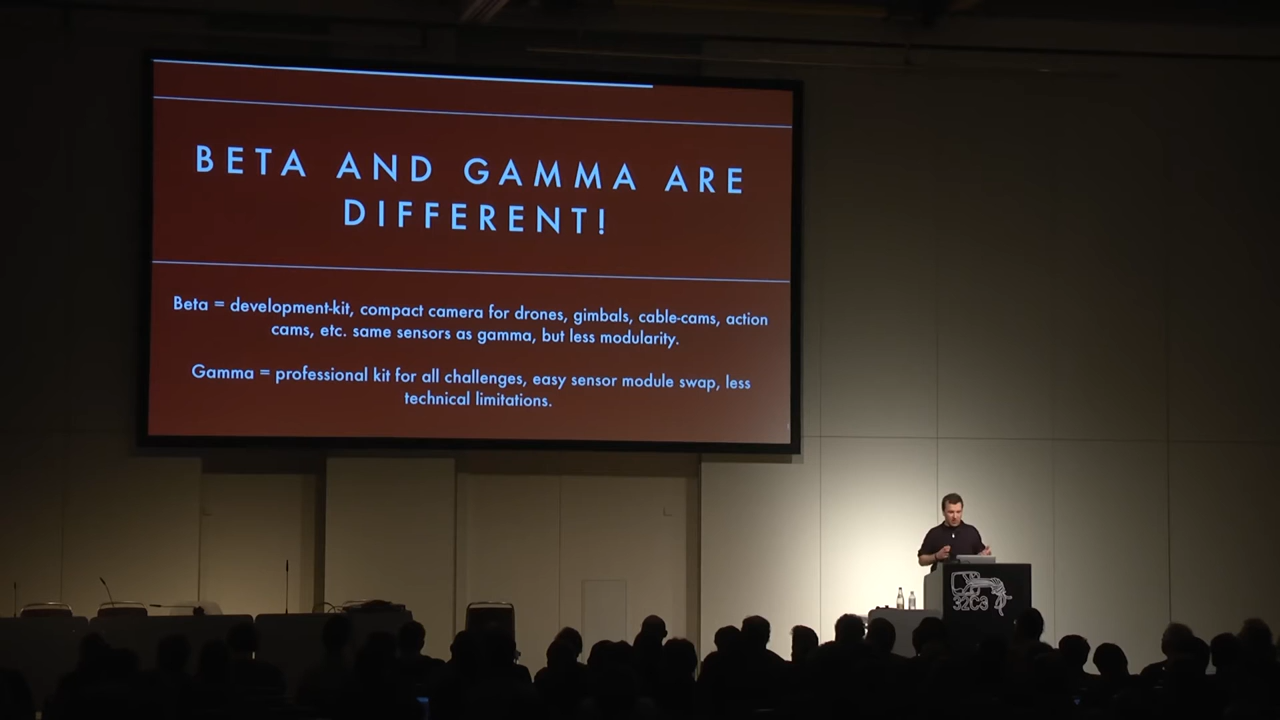 BETA AND GAMMA ARE
DIFFERENT!
Beta = development-kit, compact camera for drones, gimbals, cable-cams, action
cams, etc. same sensors as gamma, but less modularity.
Gamma = professional kit for all challenges, easy sensor module swap, less
technical limitations.
32C3